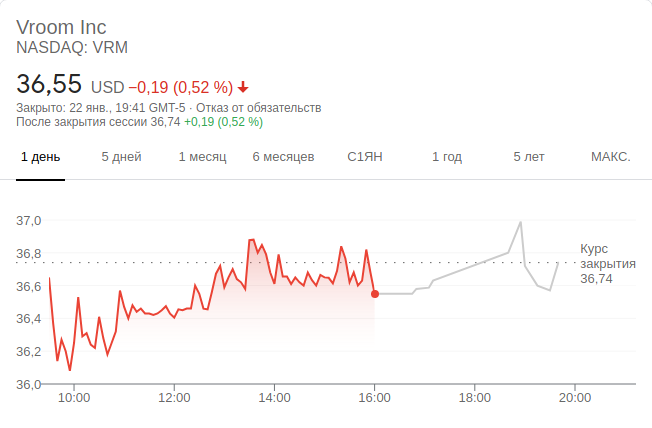 Vroom Inc
NASDAQ: VRM
36,55 USD −0,19 (0,52 %)
Закрыто: 22 янв., 19:41 GMT-5 · Отказ от обязательств
После закрытия сессии 36,74 +0,19 (0,52 %)
1 день 5 дней 1 месяц 6 месяцев С1ЯН 1 год 5 лет МАКС.
37,0
36,8
36,6
36,4
36,2
36,0
Курс
закрытия
36,74
10:00 12:00 14:00 16:00 18:00 20:00